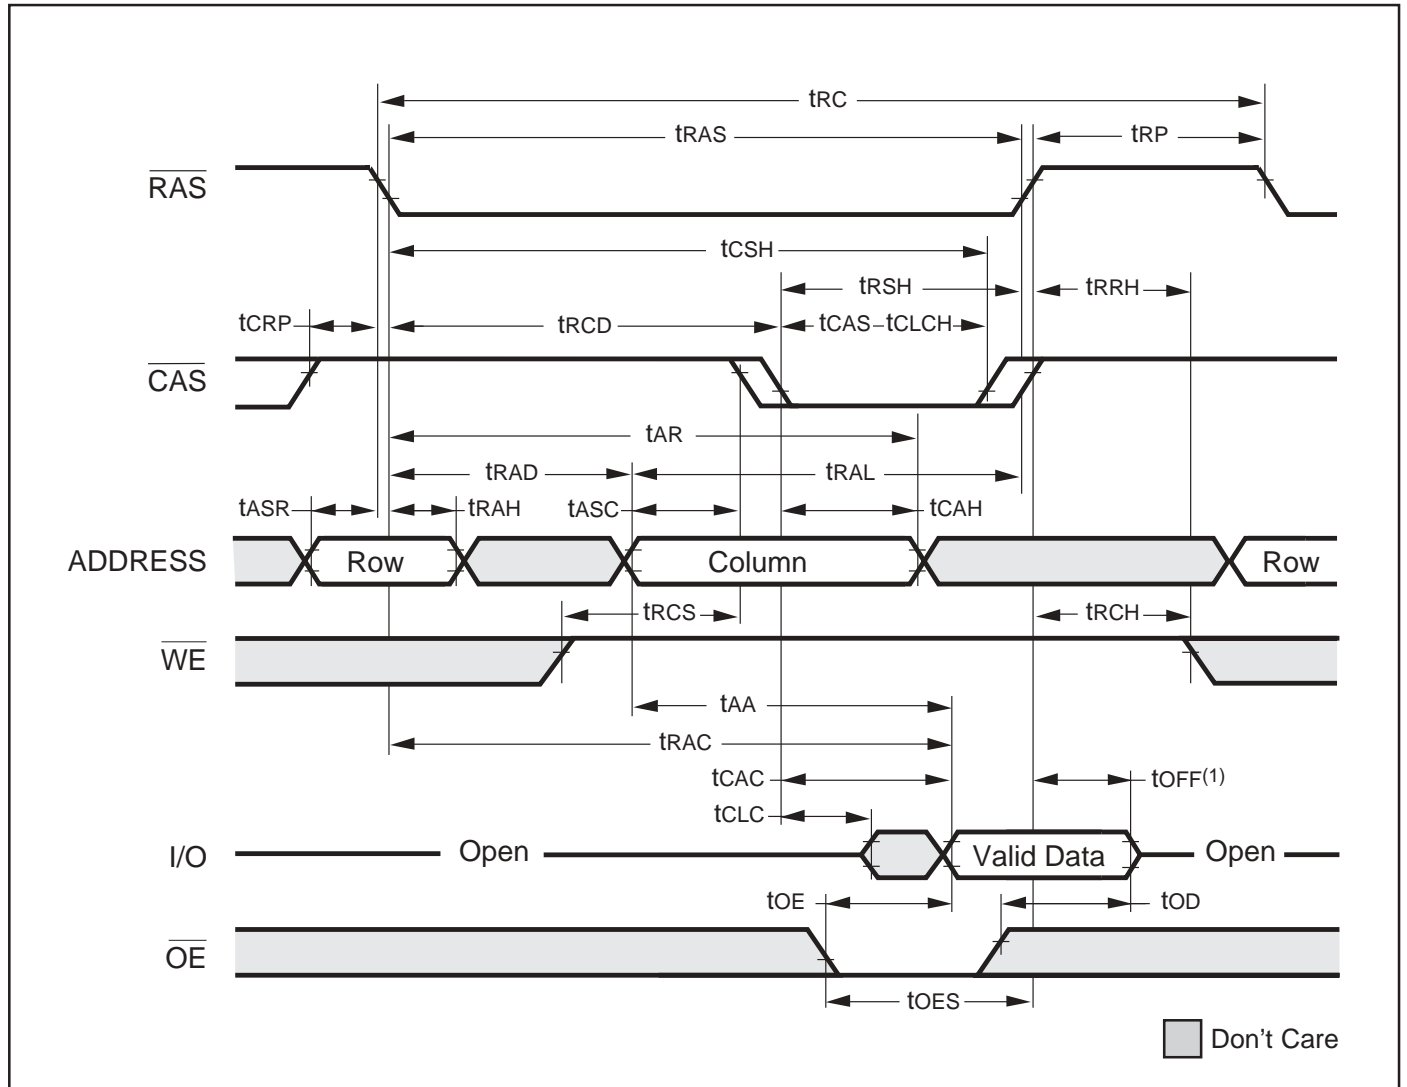 tRC
tRAS
tRP
RAS
tCSH
tRSH
tRRH
tCRP
tRCD
tCAS
tCLCH
CAS
tAR
tRAD
tRAL
tASR
tRAH
tASC
tCAH
ADDRESS
Row
Column
Row
tRCS
tRCH
WE
tAA
tRAC
tCAC
tOFF(1)
tCLC
I/O
Open
Valid Data
Open
tOE
tOD
OE
tOES
Don't Care